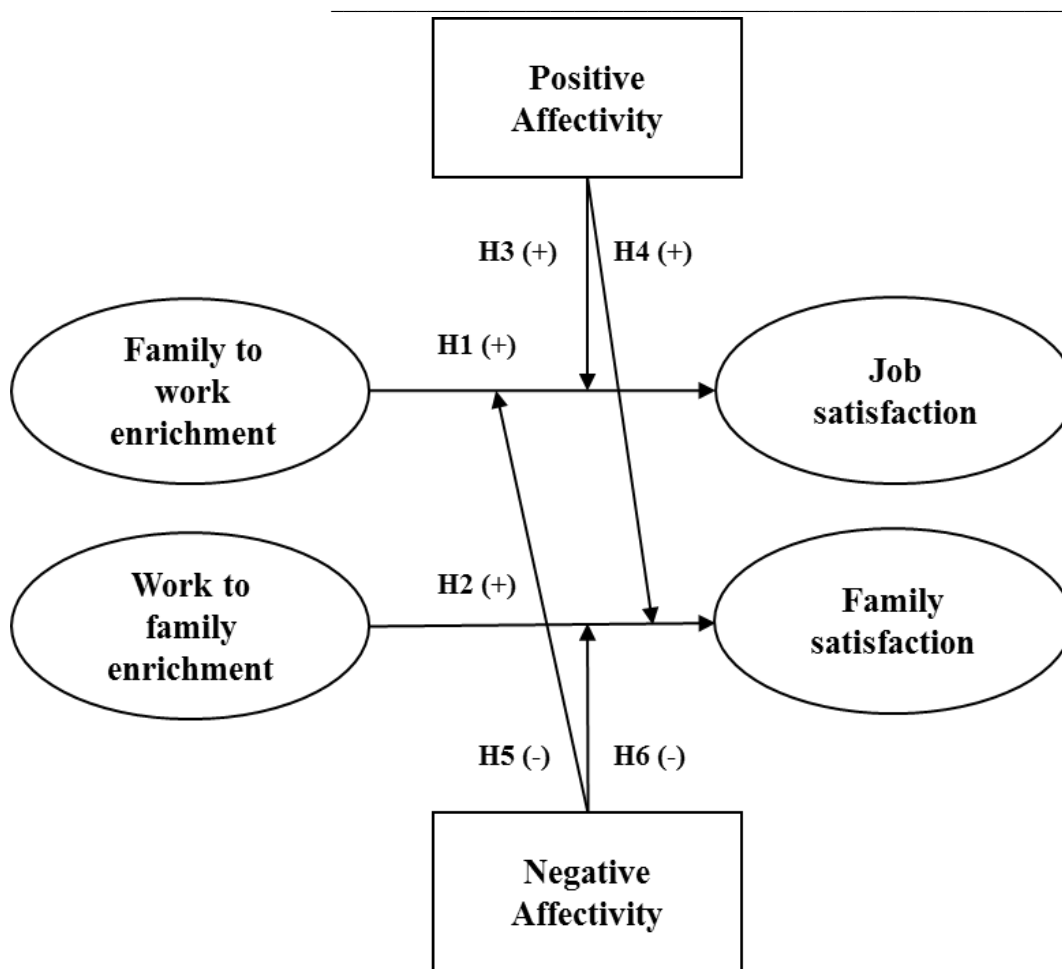 Positive
Affectivity
H3 (+)
H4 (+)
H1 (+)
Family to
work
enrichment
Job
satisfaction
H2 (+)
Work to
family
enrichment
Family
satisfaction
H5 (-)
H6 (-)
Negative
Affectivity